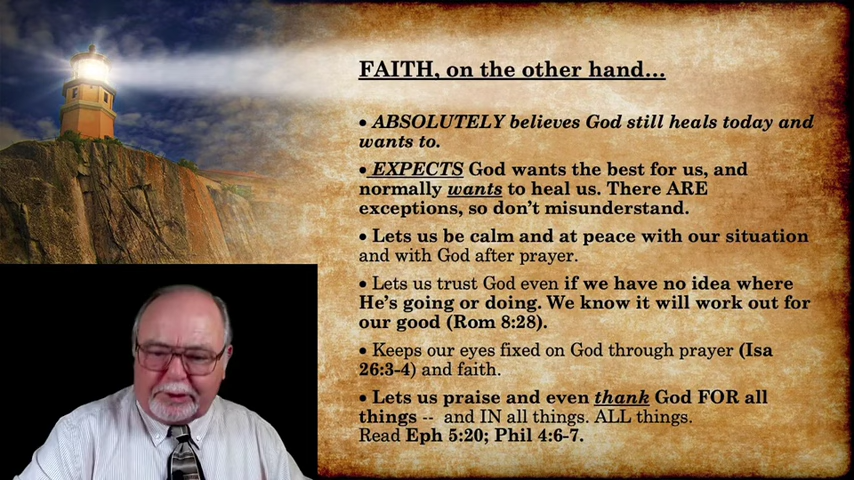 FAITH, on the other hand...
• ABSOLUTELY believes God still heals today and
wants to.
• EXPECTS God wants the best for us, and
normally wants to heal us. There ARE
exceptions, so don't misunderstand.
• Lets us be calm and at peace with our situation
and with God after prayer.
• Lets us trust God even if we have no idea where
He's going or doing. We know it will work out for
our good (Rom 8:28).
• Keeps our eyes fixed on God through prayer (Isa
26:3-4) and faith.
• Lets us praise and even thank God FOR all
things -- and IN all things. ALL things.
Read Eph 5:20; Phil 4:6-7.